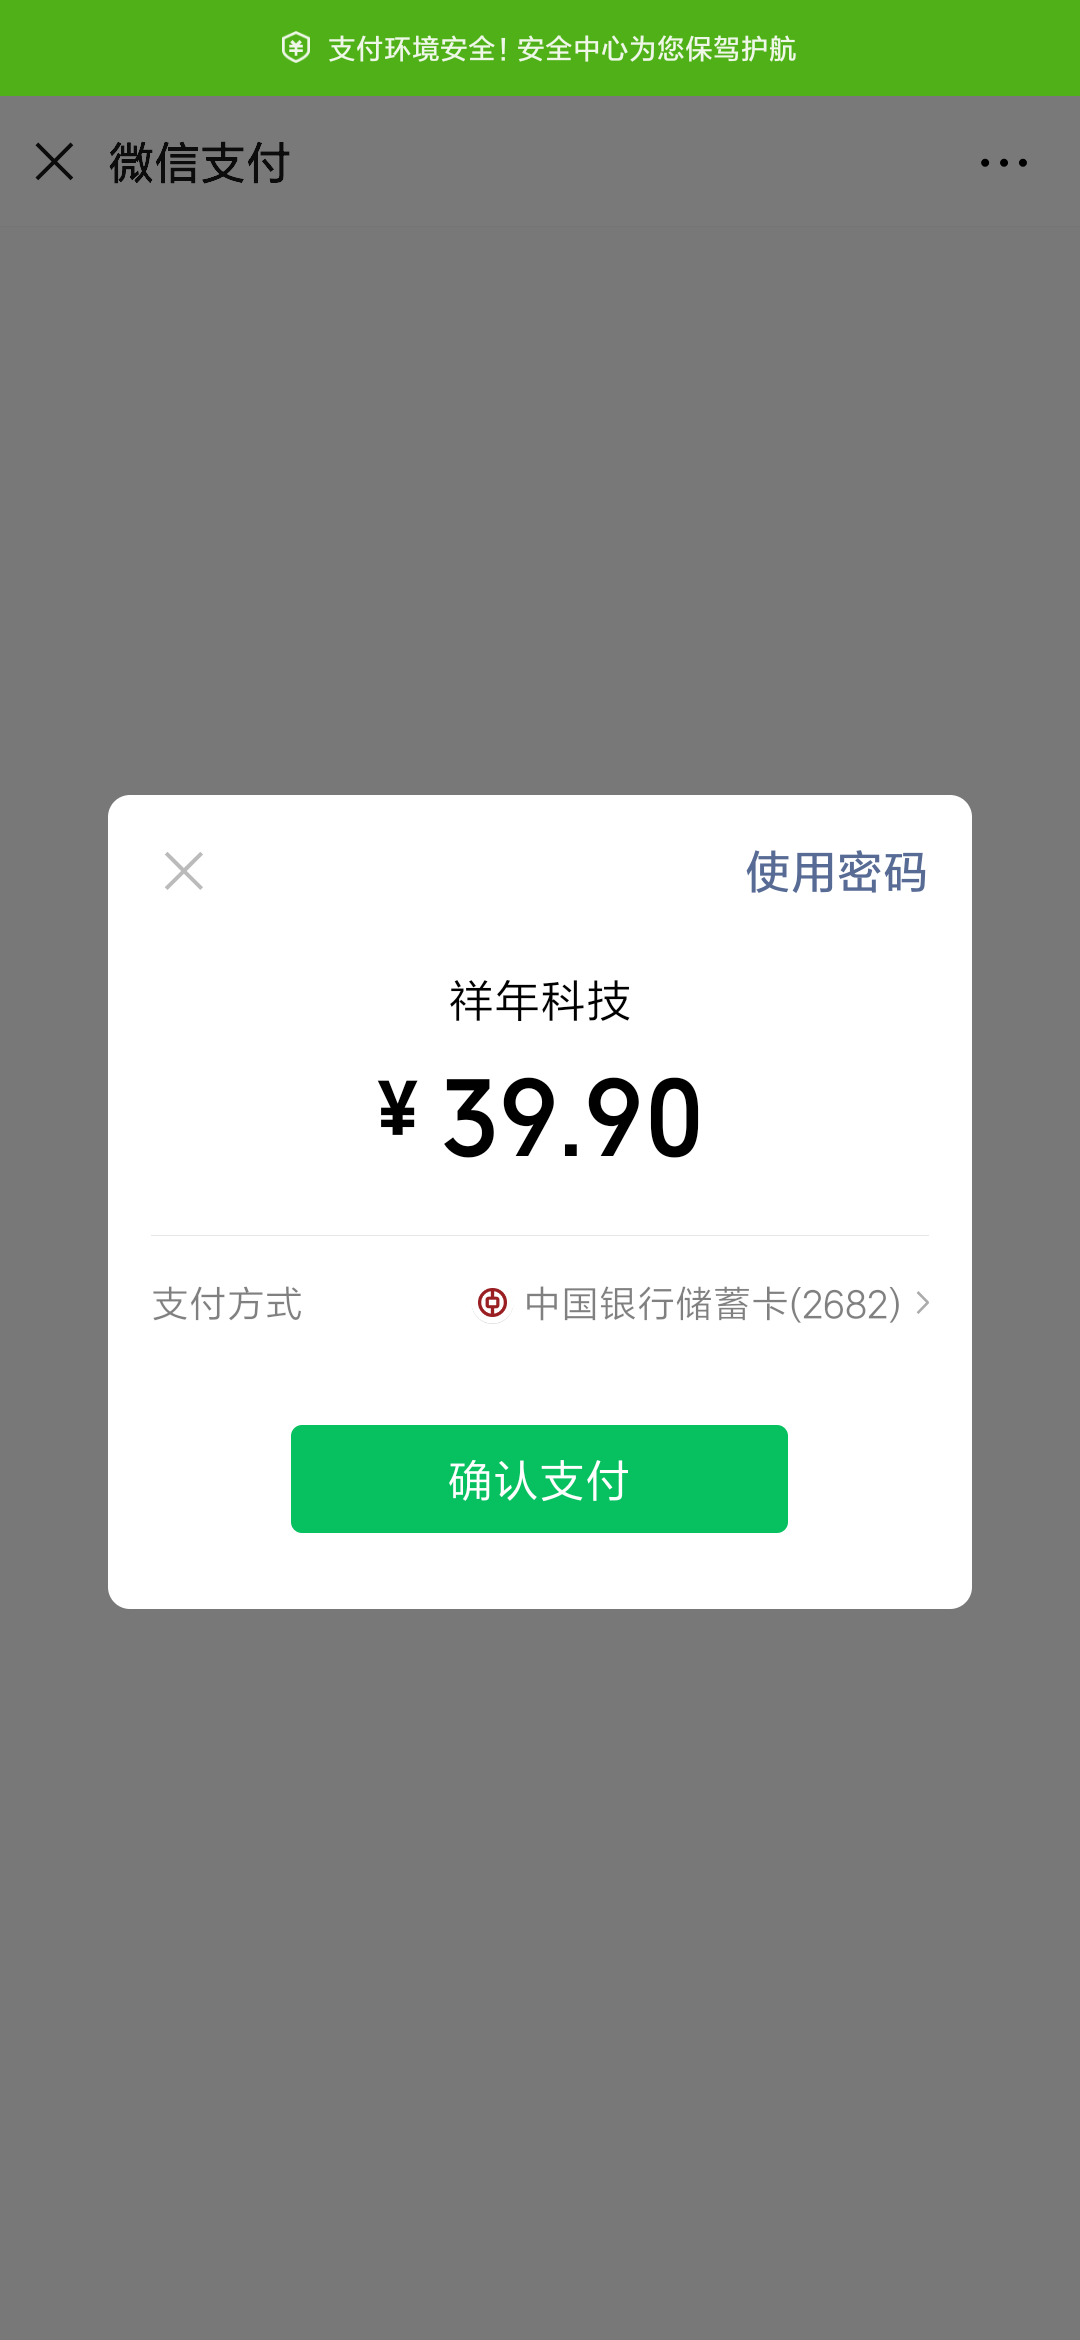 支付环境安全！安全中心为您保驾护航
微信支付
使用密码
祥年科技
¥ 39.90
支付方式
中国银行储蓄卡(2682)
确认支付